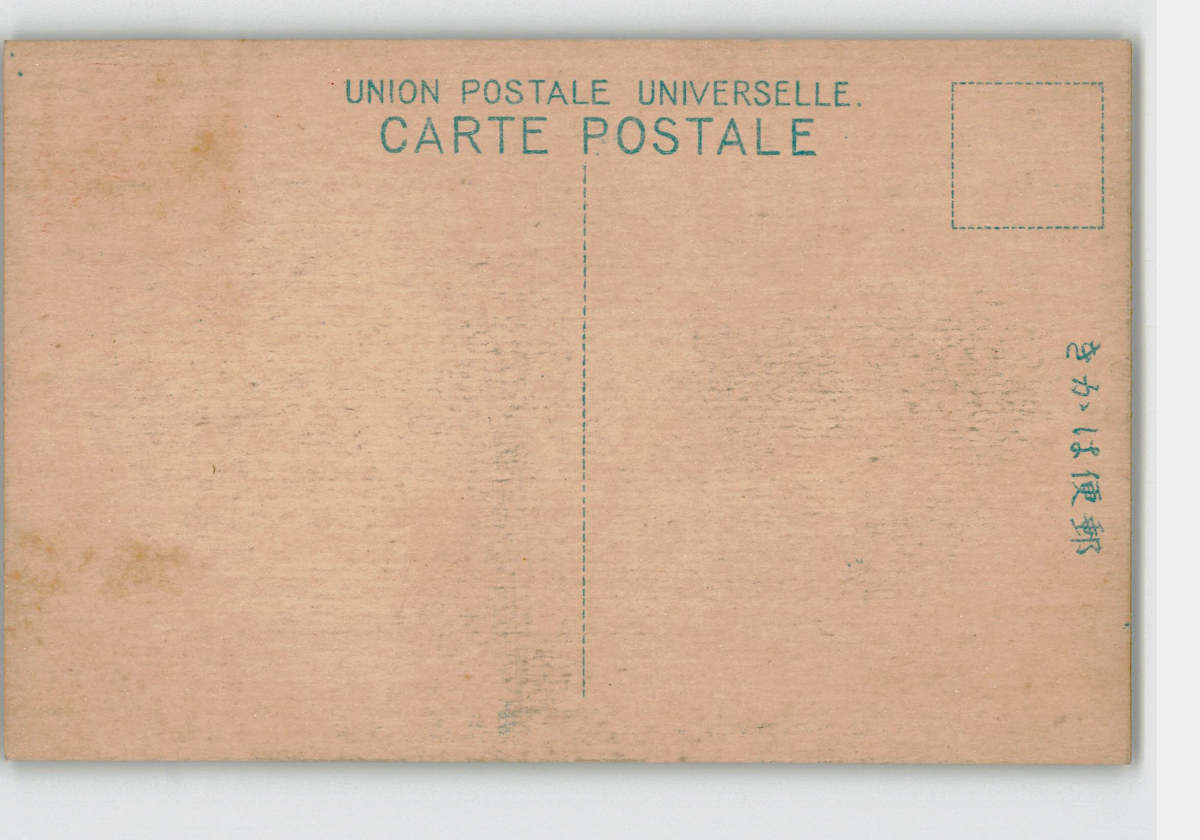 UNION POSTALE UNIVERSELLE.
CARTE POSTALE
きかは便郵